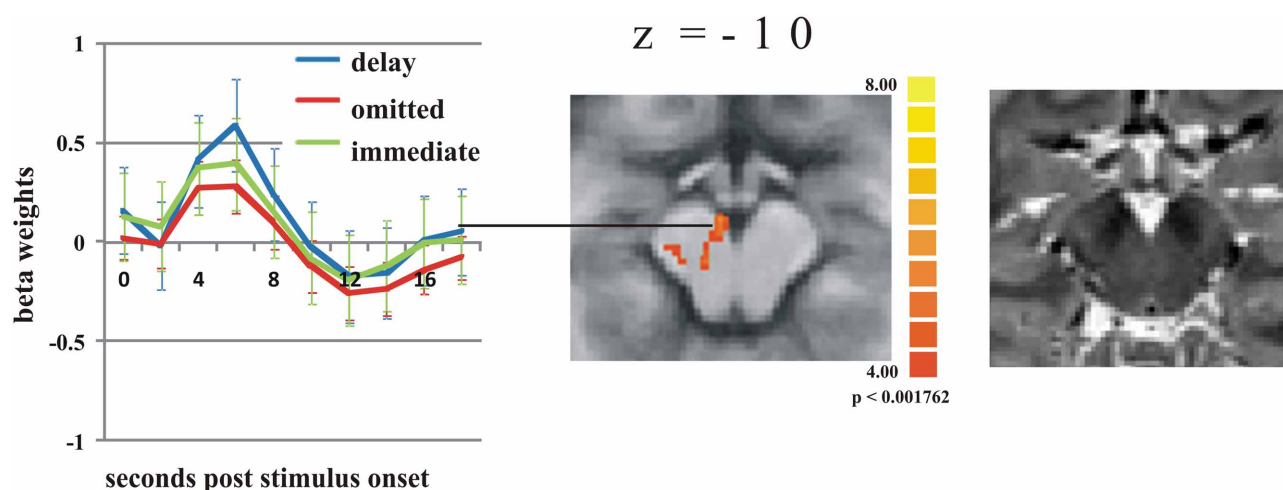 z = - 1 0
1
0.5
0
-0.5
-1
beta weights
delay
omitted
immediate
0
4
8
12
16
seconds post stimulus onset
8.00
4.00
p < 0.001762